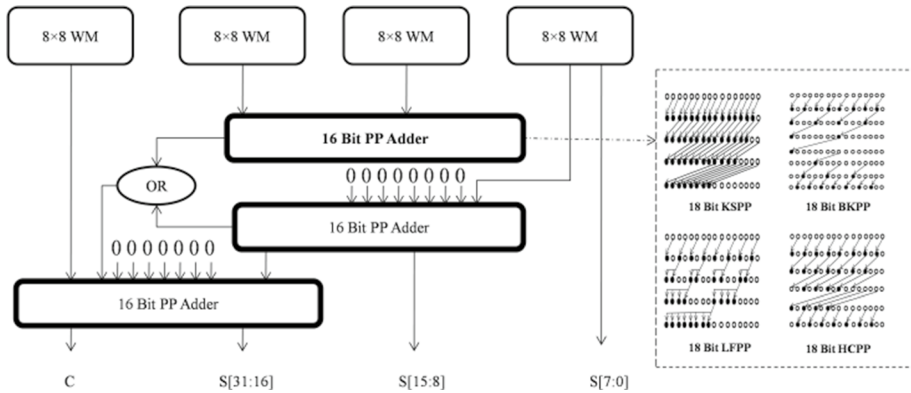 8×8 WM
8×8 WM
8×8 WM
8×8 WM
16 Bit PP Adder
OR
0 0 0 0 0 0 0 0
16 Bit PP Adder
0 0 0 0 0 0 0
16 Bit PP Adder
18 Bit KSPP
18 Bit BKPP
18 Bit LFPP
18 Bit HCPP
C
S[31:16]
S[15:8]
S[7:0]